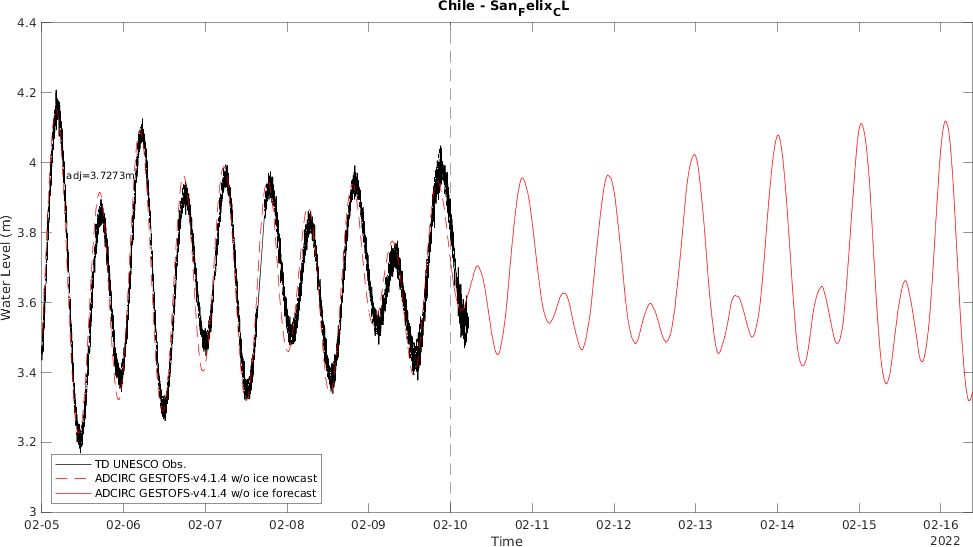 Chile - SanFelixCL
4.4
4.2
4
3.8
3.6
3.4
3.2
3
Water Level (m)
adj=3.7273m
TD UNESCO Obs.
ADCIRC GESTOFS-v4.1.4 w/o ice nowcast
ADCIRC GESTOFS-v4.1.4 w/o ice forecast
02-05 02-06 02-07 02-08 02-09 02-10 02-11 02-12 02-13 02-14 02-15 02-16
Time
2022